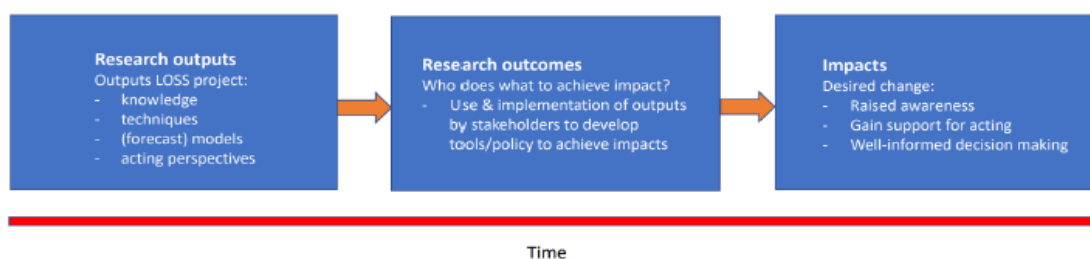 Research outputs
Outputs LOSS project:
- knowledge
- techniques
- (forecast) models
- acting perspectives
Research outcomes
Who does what to achieve impact?
- Use & implementation of outputs
by stakeholders to develop
tools/policy to achieve impacts
Impacts
Desired change:
- Raised awareness
- Gain support for acting
- Well-informed decision making
Time